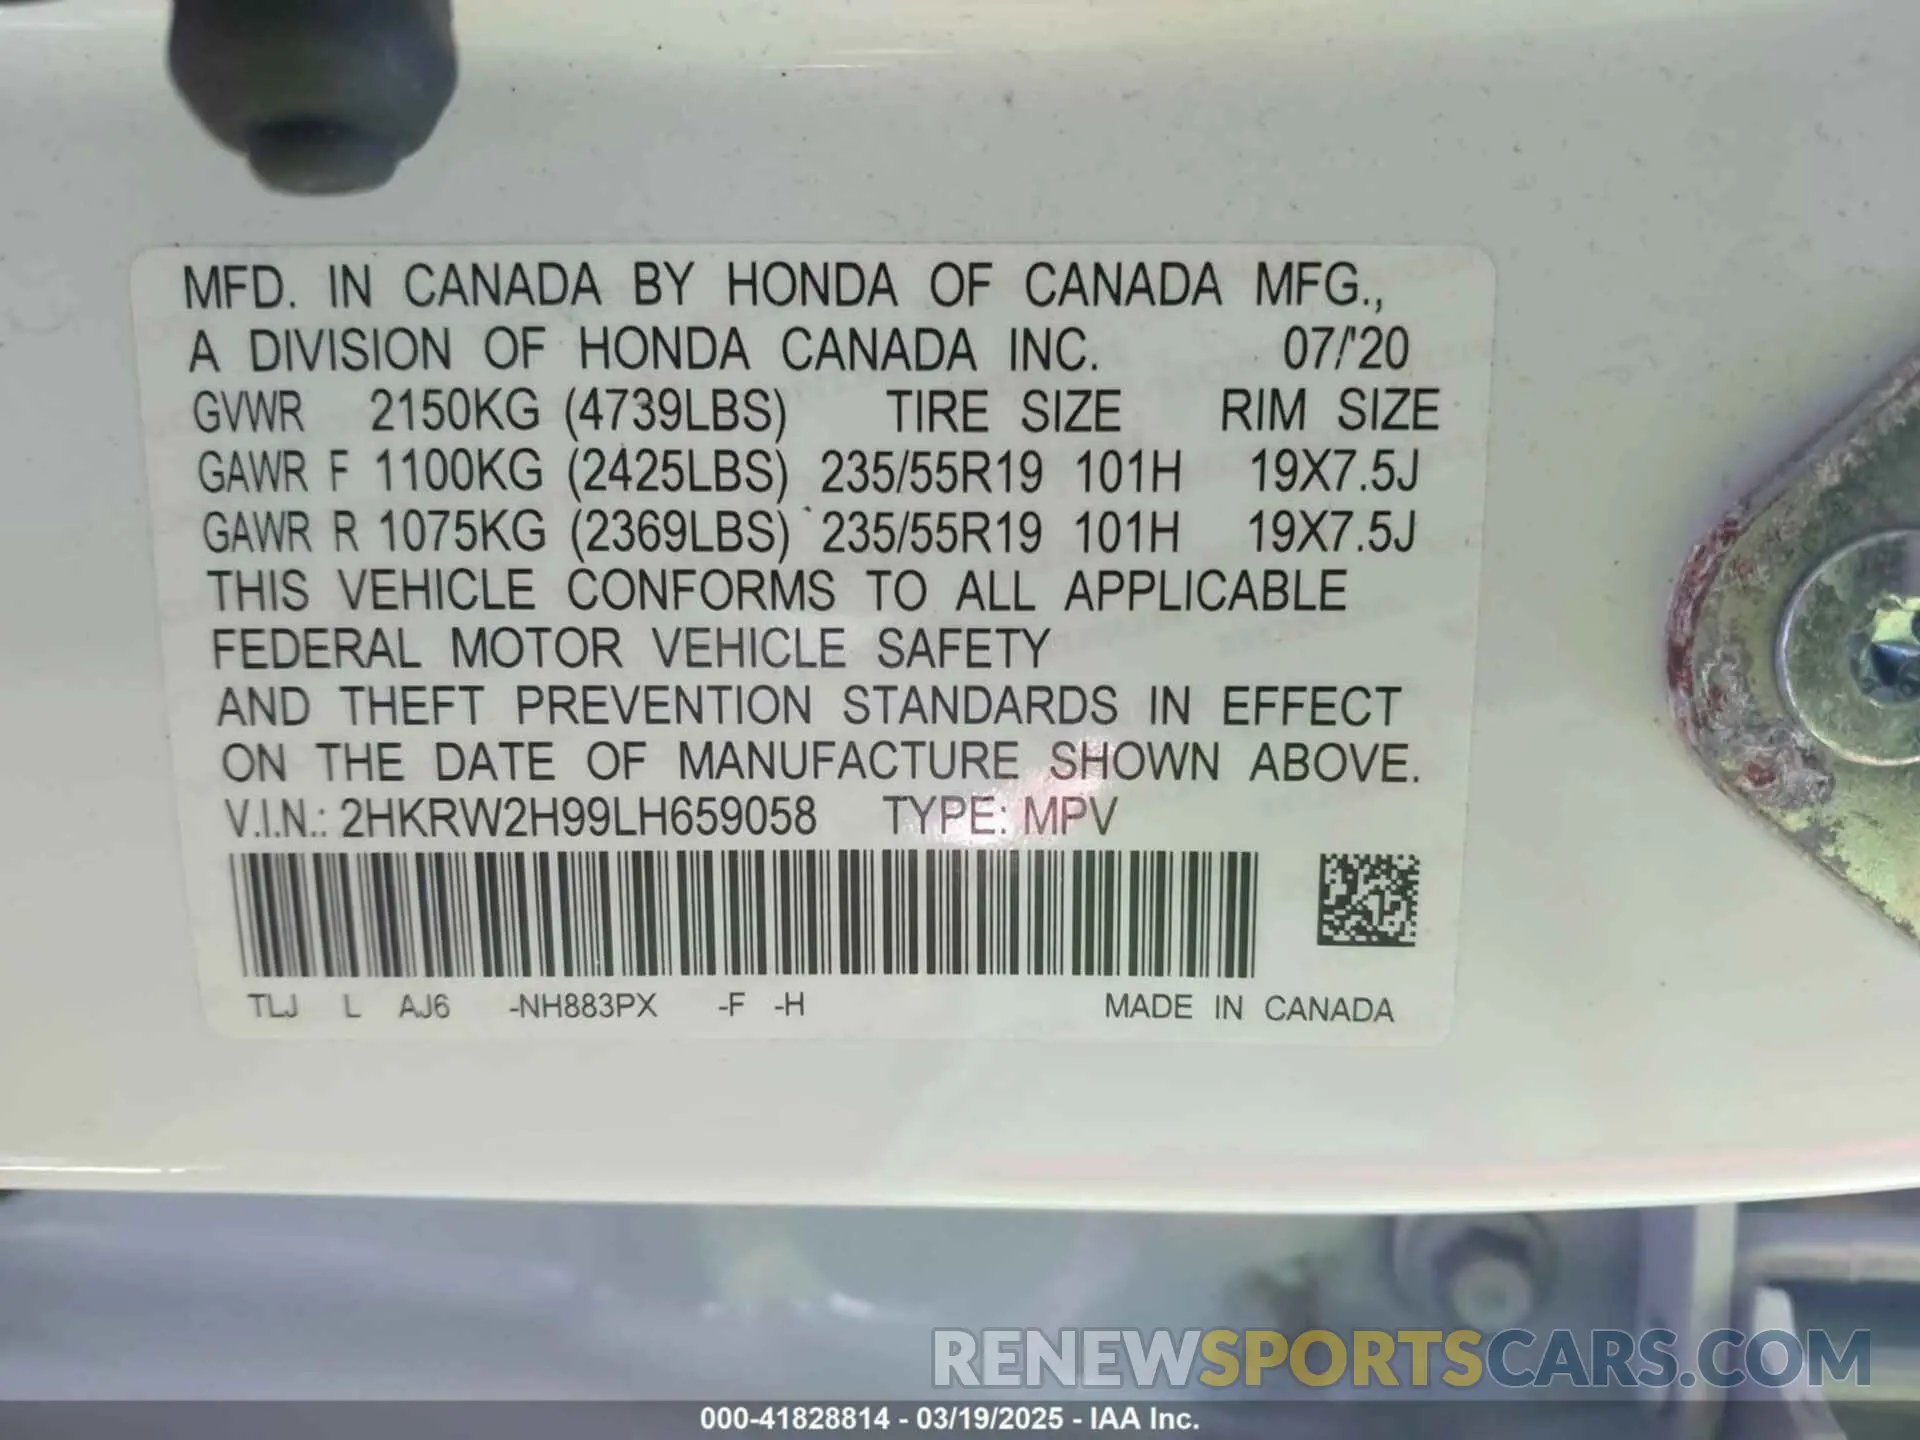 MFD. IN CANADA BY HONDA OF CANADA MFG.,
A DIVISION OF HONDA CANADA INC. 07/'20
GVWR 2150KG (4739LBS) TIRE SIZE RIM SIZE
GAWR F 1100KG (2425LBS) 235/55R19 101H 19X7.5J
GAWR R 1075KG (2369LBS) 235/55R19 101H 19X7.5J
THIS VEHICLE CONFORMS TO ALL APPLICABLE
FEDERAL MOTOR VEHICLE SAFETY
AND THEFT PREVENTION STANDARDS IN EFFECT
ON THE DATE OF MANUFACTURE SHOWN ABOVE.
V.I.N.: 2HKRW2H99LH659058 TYPE: MPV
TLJ L AJ6 -NH883PX -F -H MADE IN CANADA
RENEWSPORTSCARS.COM
000-41828814 - 03/19/2025 - IAA Inc.